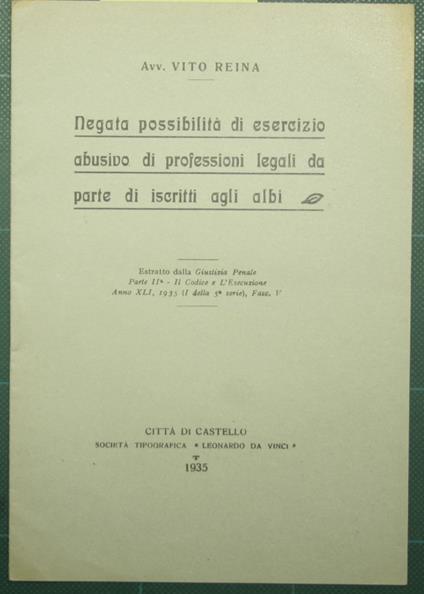 Avv. VITO REINA
Negata possibilità di esercizio
abusivo di professioni legali da
parte di iscritti agli albi
Estratto dalla Giustizia Penale
Parte IIª - Il Codice e L'Esecuzione
Anno XLI, 1935 (I della 5ª serie), Fasc. V
CITTÀ DI CASTELLO
SOCIETÀ TIPOGRAFICA "LEONARDO DA VINCI"
1935